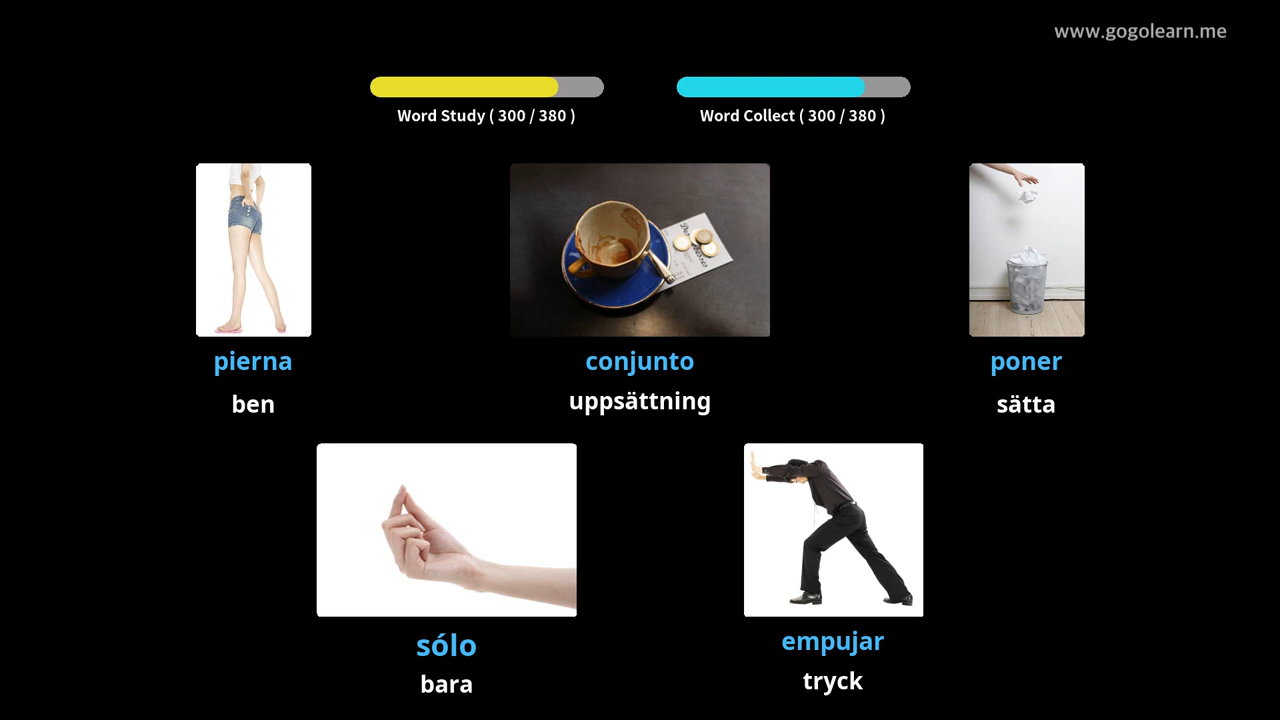 www.gogolearn.me
Word Study ( 300 / 380 )
Word Collect ( 300 / 380 )
pierna
ben
conjunto
uppsättning
poner
sätta
sólo
bara
empujar
tryck